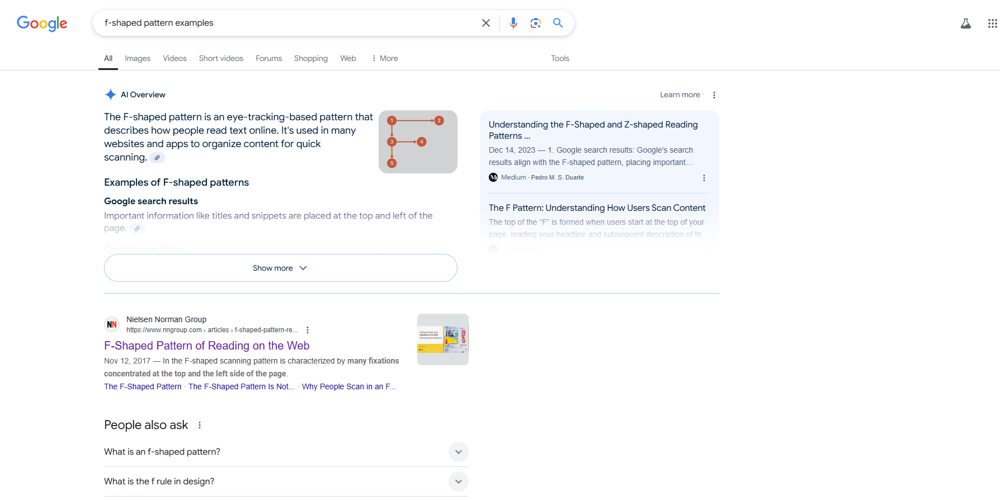 Google
f-shaped pattern examples
All Images Videos Short videos Forums Shopping Web More Tools
AI Overview
Learn more
The F-shaped pattern is an eye-tracking-based pattern that
describes how people read text online. It's used in many
websites and apps to organize content for quick
scanning.
1 2
3 4
5
Examples of F-shaped patterns
Google search results
Important information like titles and snippets are placed at the top and left of the
page.
Cockpit interfaces
Show more
Understanding the F-Shaped and Z-shaped Reading
Patterns ...
Dec 14, 2023 — 1. Google search results: Google's search
results align with the F-shaped pattern, placing important...
Medium · Pedro M. S. Duarte
The F Pattern: Understanding How Users Scan Content
The top of the “F” is formed when users start at the top of your
page, reading your headline and subsequent description of th...
NN
Nielsen Norman Group
https://www.nngroup.com › articles › f-shaped-pattern-re...
F-Shaped Pattern of Reading on the Web
Nov 12, 2017 — In the F-shaped scanning pattern is characterized by many fixations
concentrated at the top and the left side of the page.
The F-Shaped Pattern · The F-Shaped Pattern Is Not... · Why People Scan in an F...
F-Shaped Pattern of
Reading on the Web
People also ask
What is an f-shaped pattern?
What is the f rule in design?